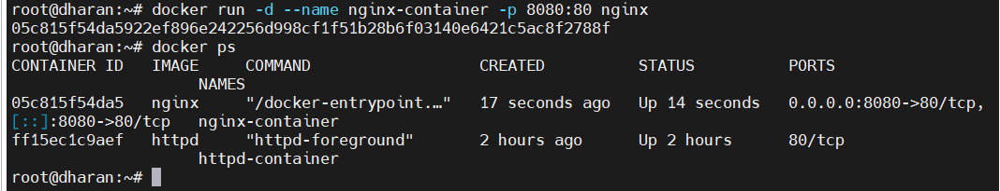 root@dharan:~# docker run -d --name nginx-container -p 8080:80 nginx
05c815f54da5922ef896e242256d998cf1f51b28b6f03140e6421c5ac8f2788f
root@dharan:~# docker ps
CONTAINER ID   IMAGE     COMMAND                  CREATED          STATUS          PORTS
                    NAMES
05c815f54da5   nginx     "/docker-entrypoint.…"   17 seconds ago   Up 14 seconds   0.0.0.0:8080->80/tcp,
[::]:8080->80/tcp   nginx-container
ff15ec1c9aef   httpd     "httpd-foreground"       2 hours ago      Up 2 hours      80/tcp
                    httpd-container
root@dharan:~#